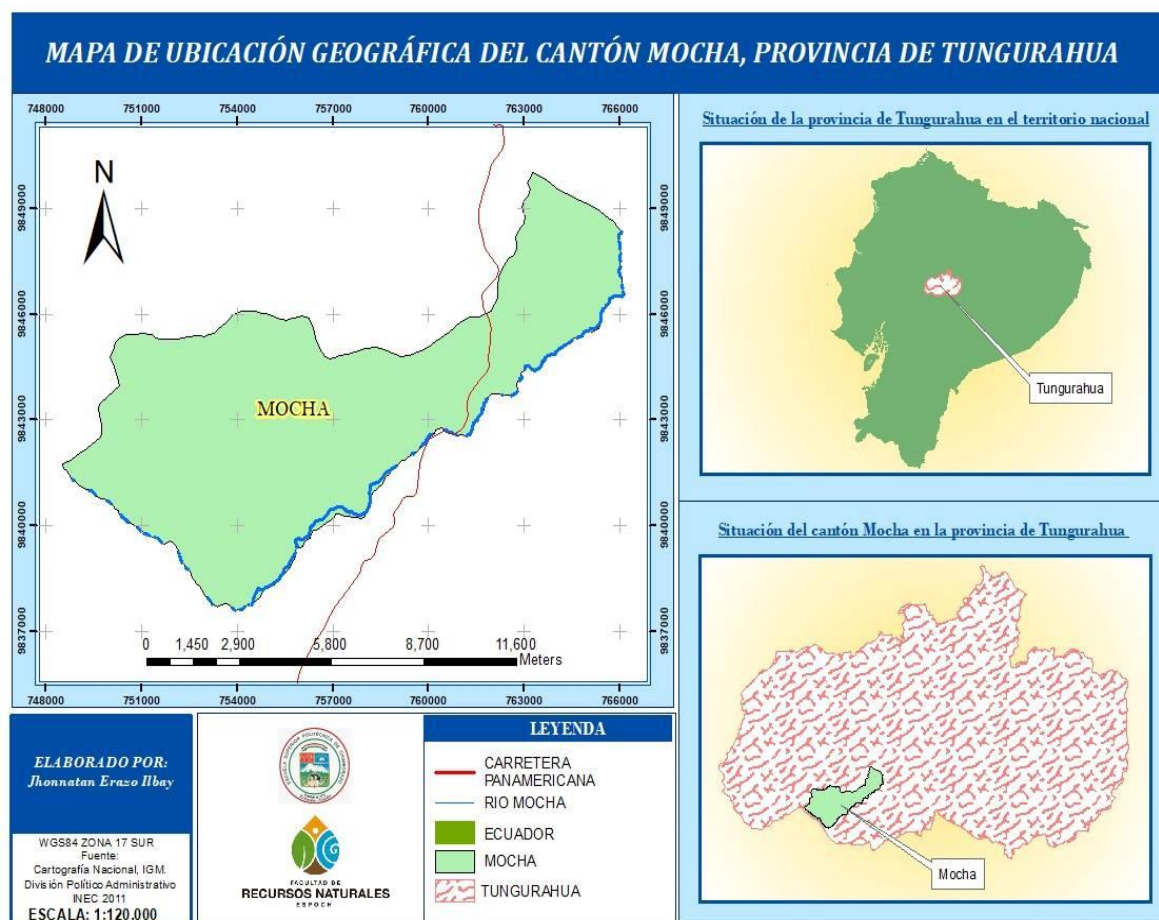 MAPA DE UBICACIÓN GEOGRÁFICA DEL CANTÓN MOCHA, PROVINCIA DE TUNGURAHUA
748000 751000 754000 757000 760000 763000 766000
9849000
9846000
9843000
9840000
9837000
N
MOCHA
9849000
9846000
9843000
9840000
9837000
0 1,450 2,900 5,800 8,700 11,600
Meters
748000 751000 754000 757000 760000 763000 766000
Situación de la provincia de Tungurahua en el territorio nacional
Tungurahua
Situación del cantón Mocha en la provincia de Tungurahua
Mocha
ELABORADO POR:
Jhonnatan Erazo Ilbay
WGS84 ZONA 17 SUR
Fuente:
Cartografía Nacional, IGM.
División Político Administrativo
INEC 2011
ESCALA: 1:120.000
FACULTAD DE
RECURSOS NATURALES
ESPOCH
LEYENDA
CARRETERA
PANAMERICANA
RIO MOCHA
ECUADOR
MOCHA
TUNGURAHUA